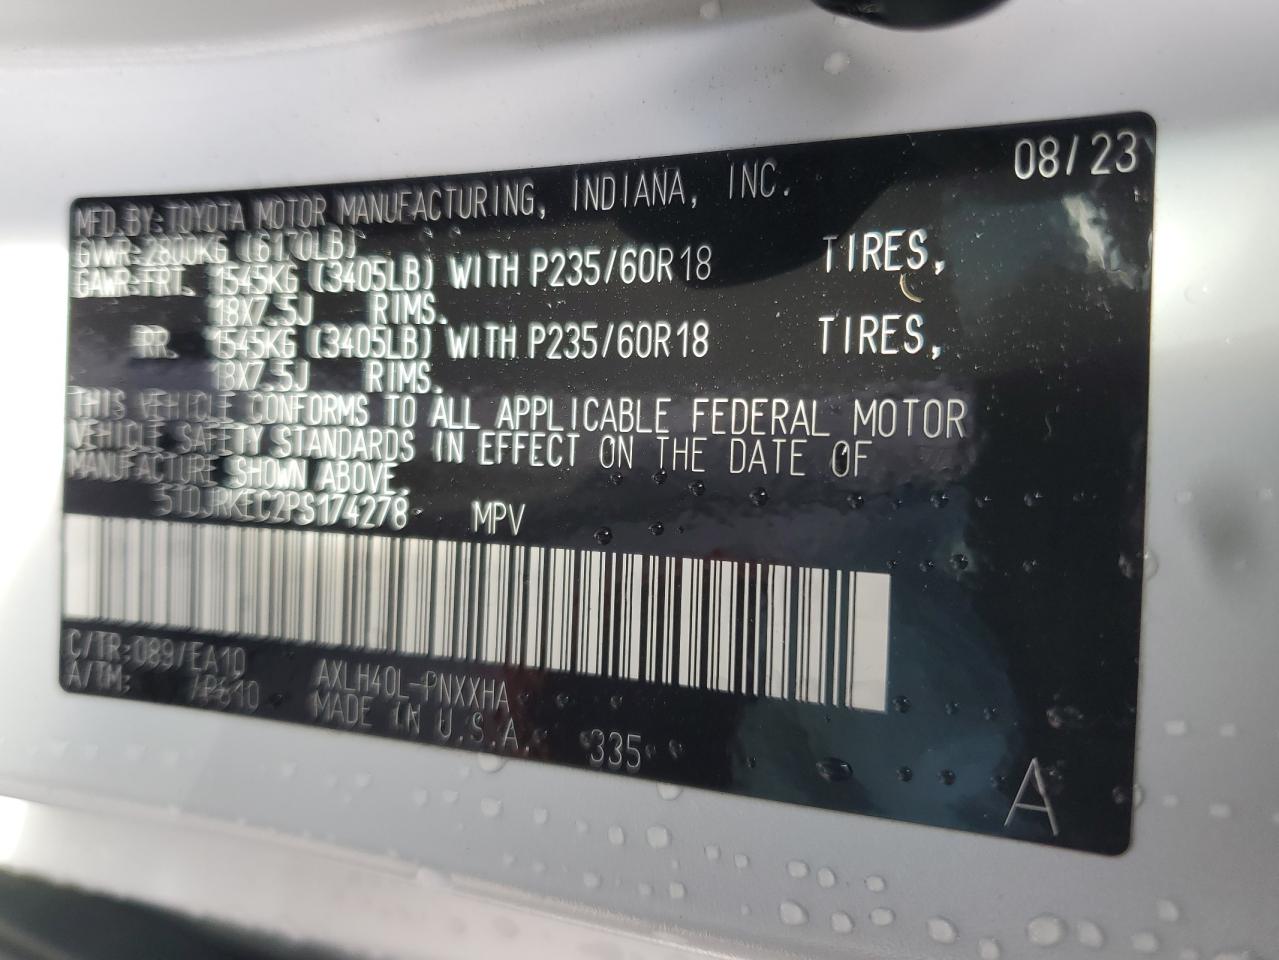 08/23
MFD.BY:TOYOTA MOTOR MANUFACTURING, INDIANA, INC.
GVWR:2800KG (6170LB)
GAWR:FRT. 1545KG (3405LB) WITH P235/60R18 TIRES,
18X7.5J RIMS.
RR. 1545KG (3405LB) WITH P235/60R18 TIRES,
18X7.5J RIMS.
THIS VEHICLE CONFORMS TO ALL APPLICABLE FEDERAL MOTOR
VEHICLE SAFETY STANDARDS IN EFFECT ON THE DATE OF
MANUFACTURE SHOWN ABOVE.
5TDJRKEC2PS174278 MPV
C/TR:089/EA10 AXLH40L-PNXXHA
A/TM: /P610 MADE IN U.S.A. 335
A